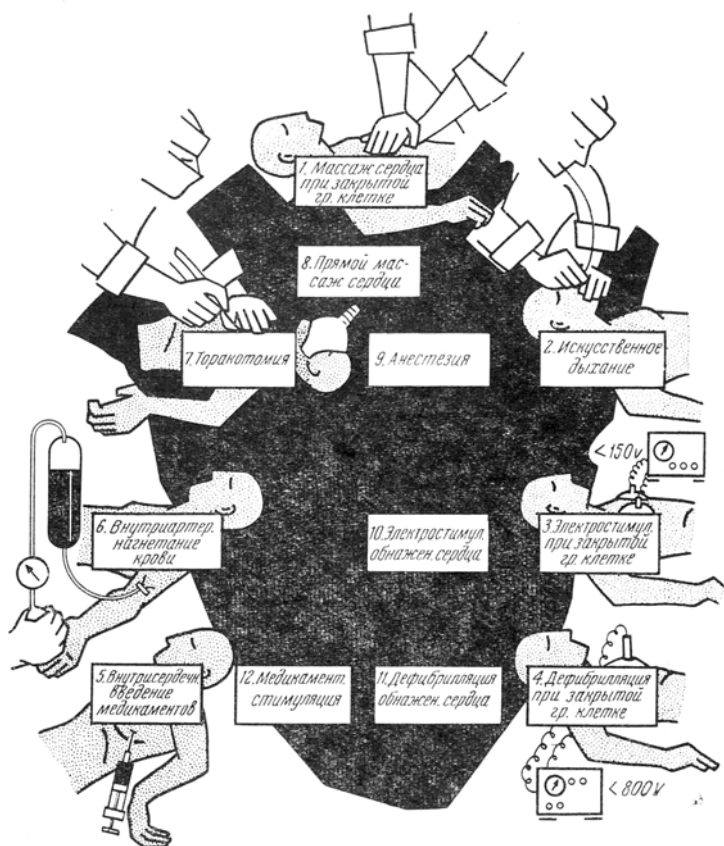 1. Массаж сердца
при закрытой
гр. клетке
8. Прямой мас-
саж сердца
7. Торакотомия
9. Анестезия
2. Искусственное
дыхание
<150v
6. Внутриартер.
нагнетание
крови
10. Электростимул.
обнажен. сердца
3. Электростимул.
при закрытой
гр. клетке
5. Внутрисердечн.
введение
медикаментов
12. Медикамент.
стимуляция
11. Дефибрилляция
обнажен. сердца
4. Дефибрилляция
при закрытой
гр. клетке
<800v